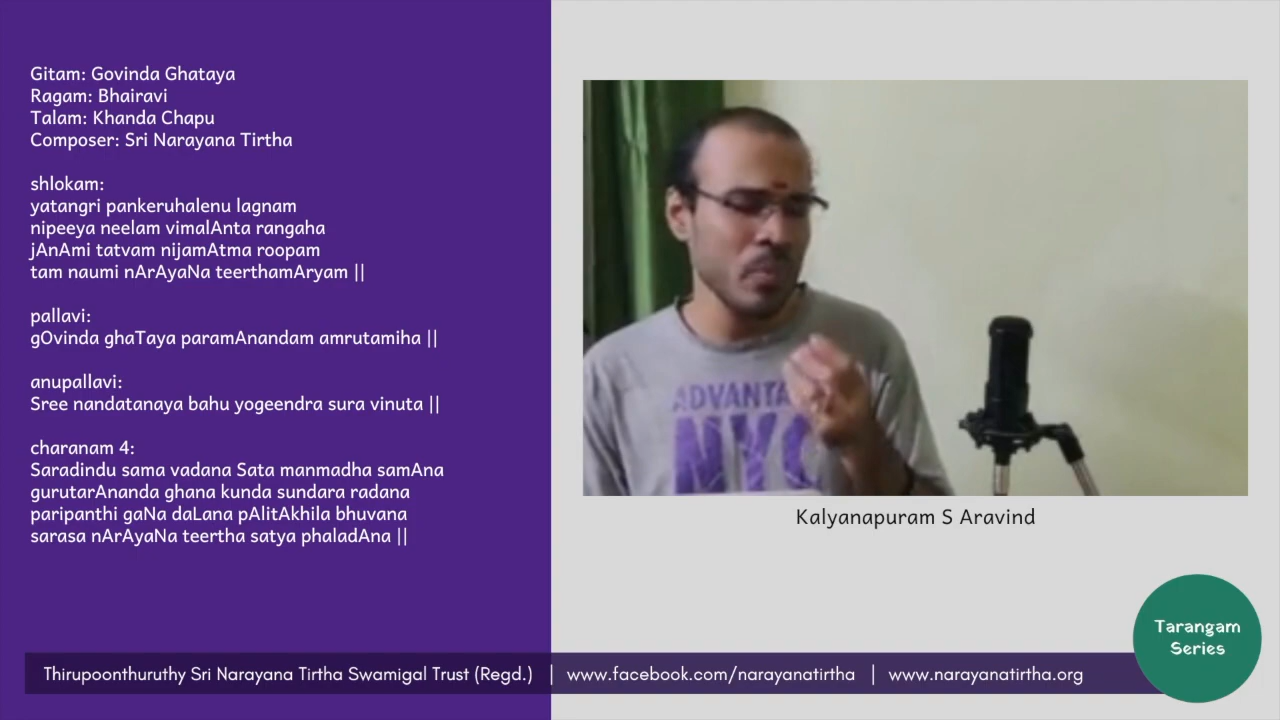 Gitam: Govinda Ghataya
Ragam: Bhairavi
Talam: Khanda Chapu
Composer: Sri Narayana Tirtha
shlokam:
yatangri pankeruhalenu lagnam
nipeeya neelam vimalAnta rangaha
jAnAmi tatvam nijamAtma roopam
tam naumi nArAyaNa teerthamAryam ||
pallavi:
gOvinda ghaTaya paramAnandam amrutamiha ||
anupallavi:
Sree nandatanaya bahu yogeendra sura vinuta ||
charanam 4:
Saradindu sama vadana Sata manmadha samAna
gurutarAnanda ghana kunda sundara radana
paripanthi gaNa daLana pAlitAkhila bhuvana
sarasa nArAyaNa teertha satya phaladAna ||
NYC
Kalyanapuram S Aravind
Tarangam
Series
Thirupoonthuruthy Sri Narayana Tirtha Swamigal Trust (Regd.) | www.facebook.com/narayanatirtha | www.narayanatirtha.org